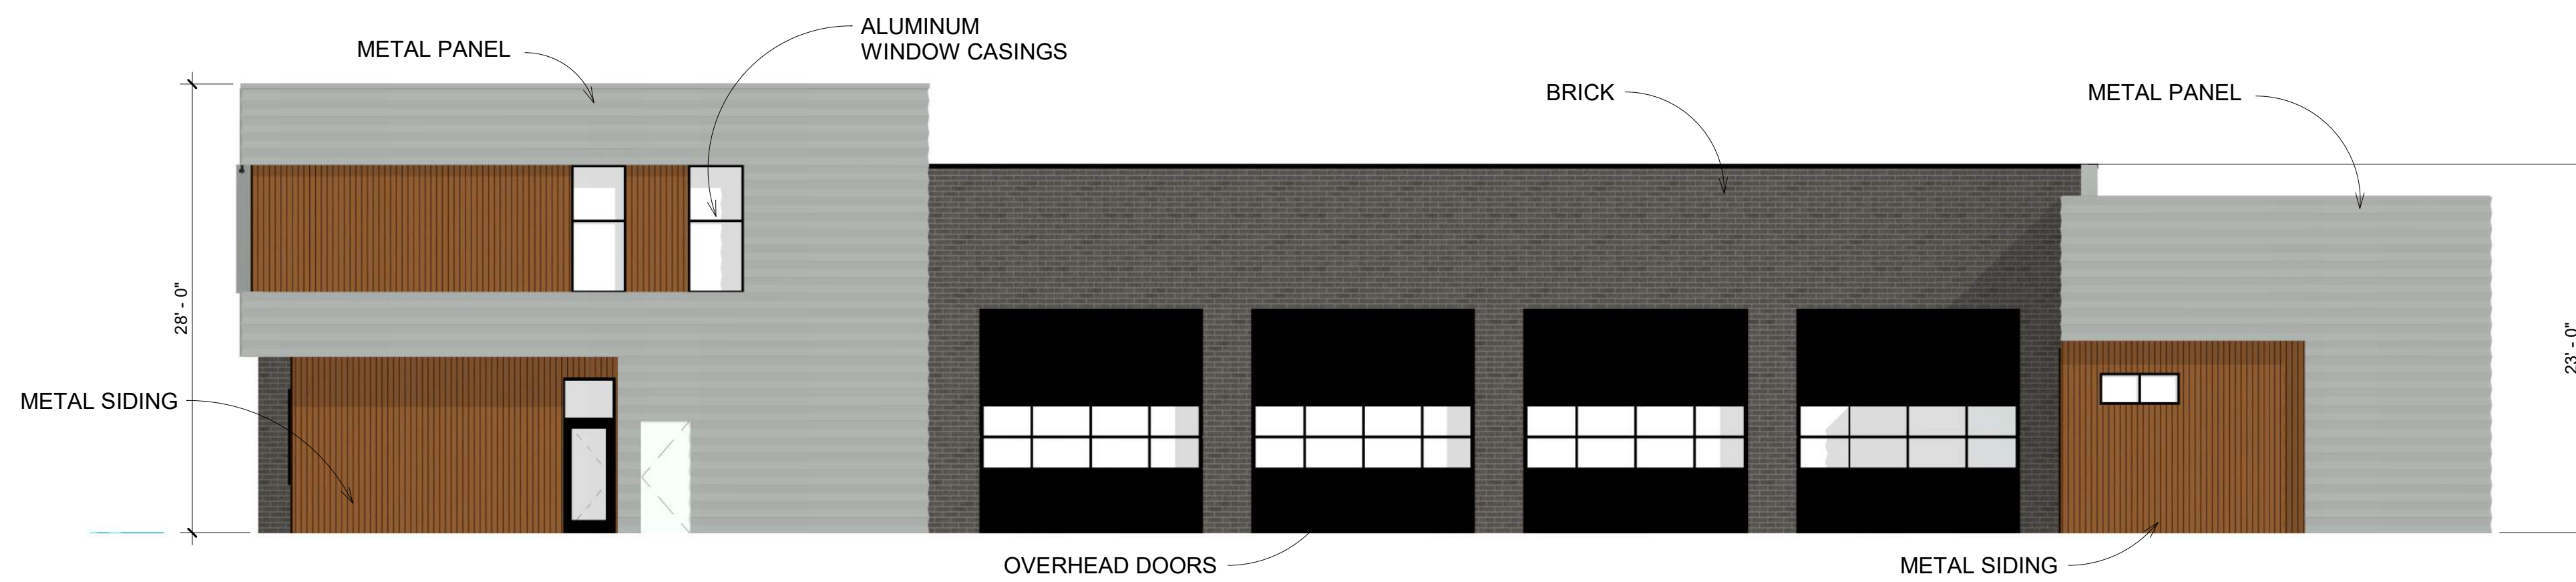 ALUMINUM
WINDOW CASINGS
METAL PANEL
BRICK
METAL PANEL
28' - 0"
23' - 0"
METAL SIDING
OVERHEAD DOORS
METAL SIDING